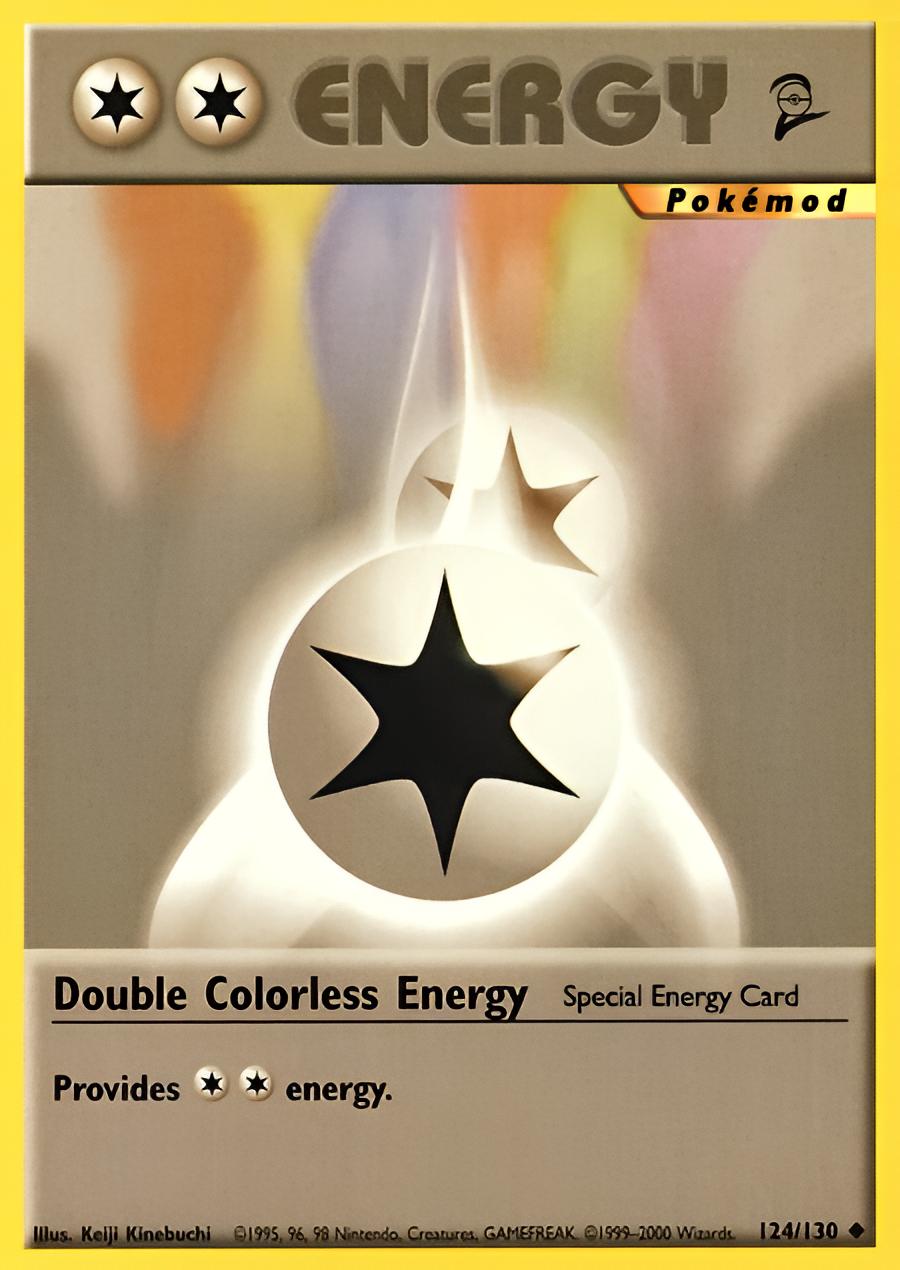 ENERGY
Pokémod
Double Colorless Energy Special Energy Card
Provides energy.
Illus. Keiji Kinebuchi ©1995, 96, 98 Nintendo, Creatures, GAMEFREAK. ©1999–2000 Wizards. 124/130